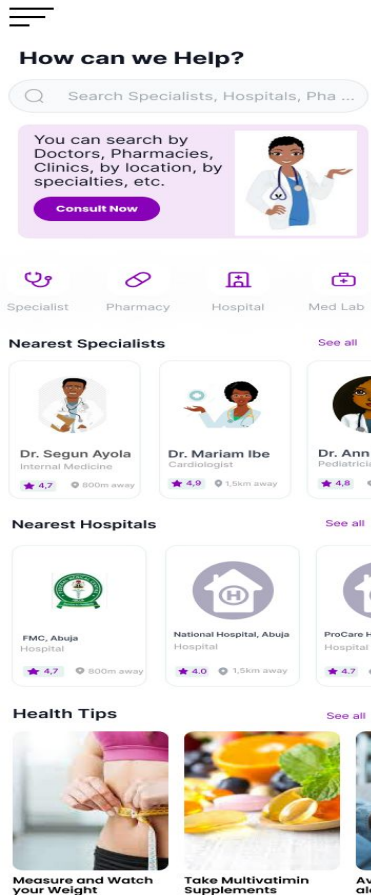 How can we Help?
Search Specialists, Hospitals, Pha ...
You can search by
Doctors, Pharmacies,
Clinics, by location, by
specialties, etc.
Consult Now
Specialist Pharmacy Hospital Med Lab
Nearest Specialists See all
Dr. Segun Ayola Dr. Mariam Ibe Dr. Ann
Internal Medicine Cardiologist Pediatrici
4,7 800m away 4,9 1,5km away 4,8
Nearest Hospitals See all
FMC, Abuja National Hospital, Abuja ProCare H
Hospital Hospital Hospital
4,7 800m away 4.0 1,5km away 4.7
Health Tips See all
Measure and Watch Take Multivatimin Av
your Weight Supplements alc